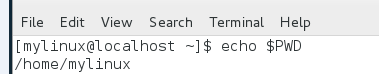 File Edit View Search Terminal Help
[mylinux@localhost ~]$ echo $PWD
/home/mylinux